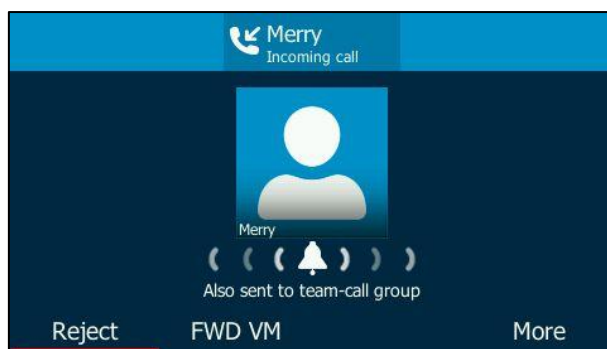 Merry
Incoming call
Merry
Also sent to team-call group
Reject FWD VM More